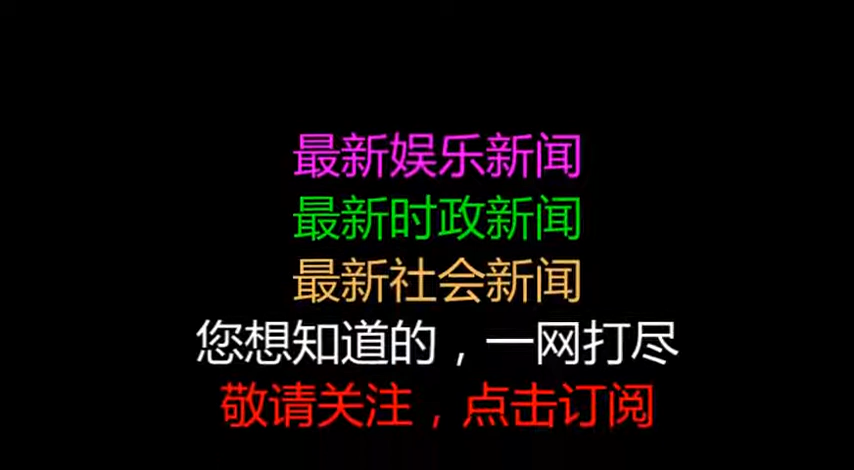 最新娱乐新闻
最新时政新闻
最新社会新闻
您想知道的，一网打尽
敬请关注，点击订阅